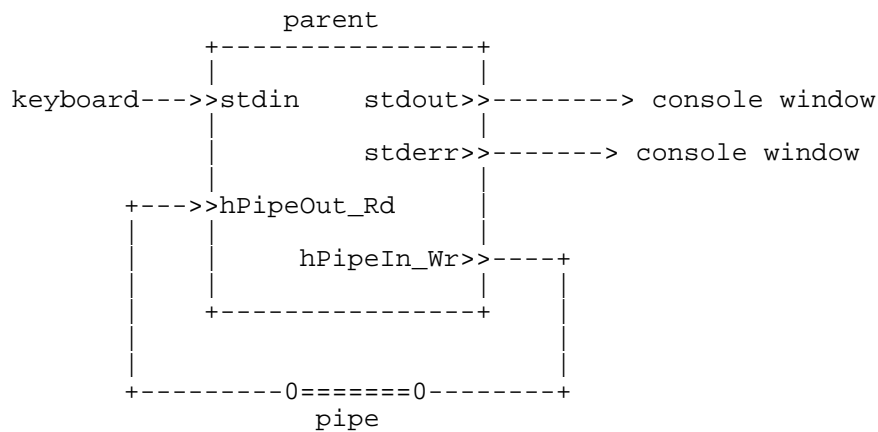 parent
keyboard--->>stdin stdout>>--------> console window
stderr>>-------> console window
+--->>hPipeOut_Rd
hPipeIn_Wr>>----+
+---------0=======0--------+
pipe